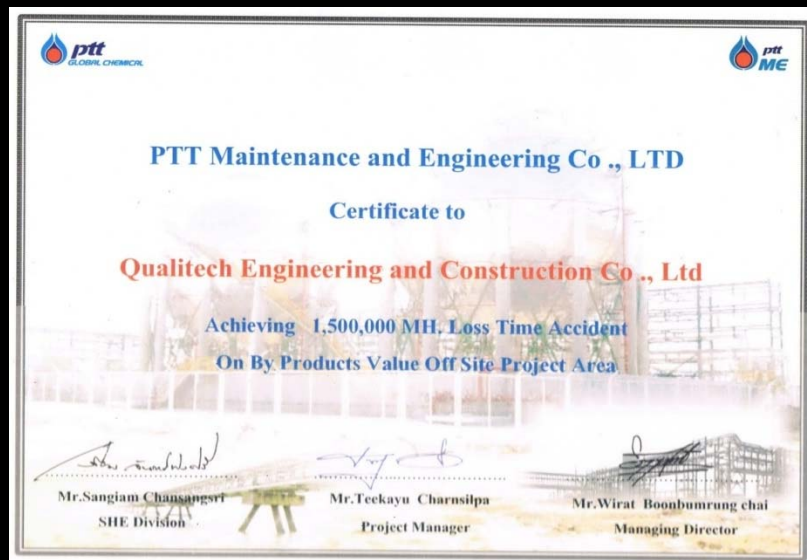 ptt
GLOBAL CHEMICAL
ptt
ME
PTT Maintenance and Engineering Co ., LTD
Certificate to
Qualitech Engineering and Construction Co ., Ltd
Achieving 1,500,000 MH. Loss Time Accident
On By Products Value Off Site Project Area
Mr.Sangiam Chansangsri
SHE Division
Mr.Teekayu Charnsilpa
Project Manager
Mr.Wirat Boonbumrung chai
Managing Director